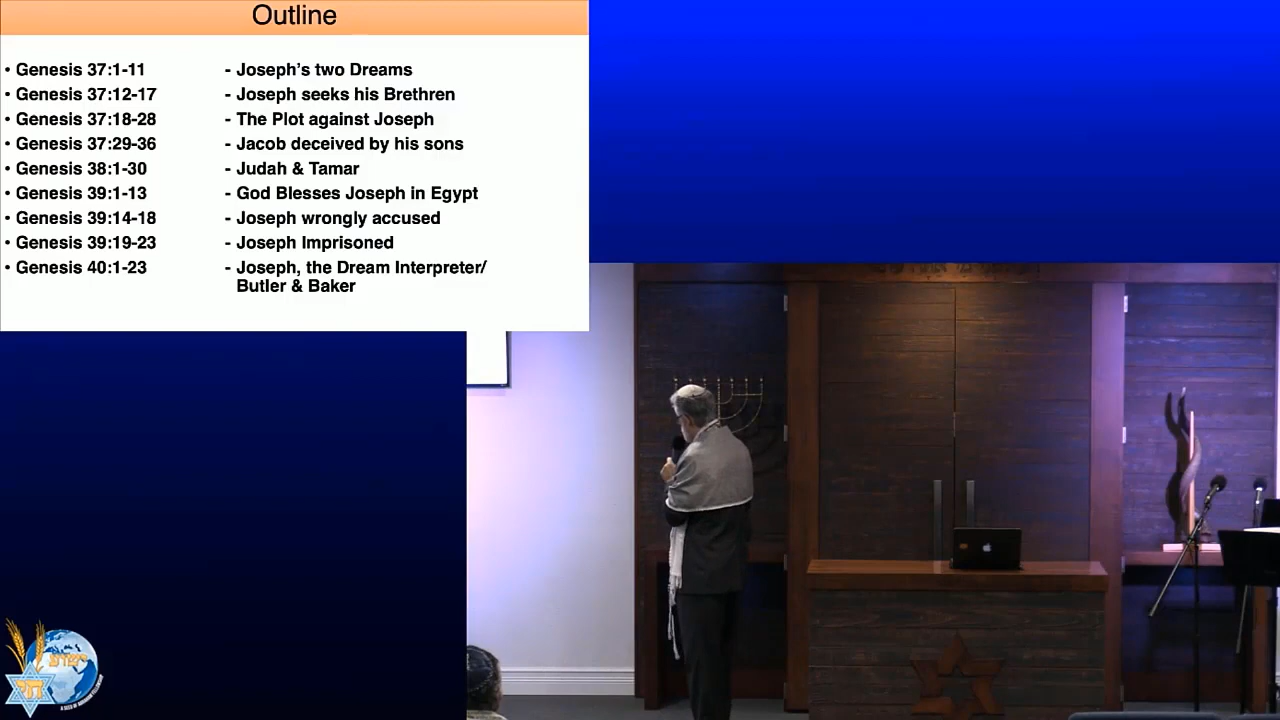 Outline
• Genesis 37:1-11 - Joseph's two Dreams
• Genesis 37:12-17 - Joseph seeks his Brethren
• Genesis 37:18-28 - The Plot against Joseph
• Genesis 37:29-36 - Jacob deceived by his sons
• Genesis 38:1-30 - Judah & Tamar
• Genesis 39:1-13 - God Blesses Joseph in Egypt
• Genesis 39:14-18 - Joseph wrongly accused
• Genesis 39:19-23 - Joseph Imprisoned
• Genesis 40:1-23 - Joseph, the Dream Interpreter/
Butler & Baker
ישוע
חי